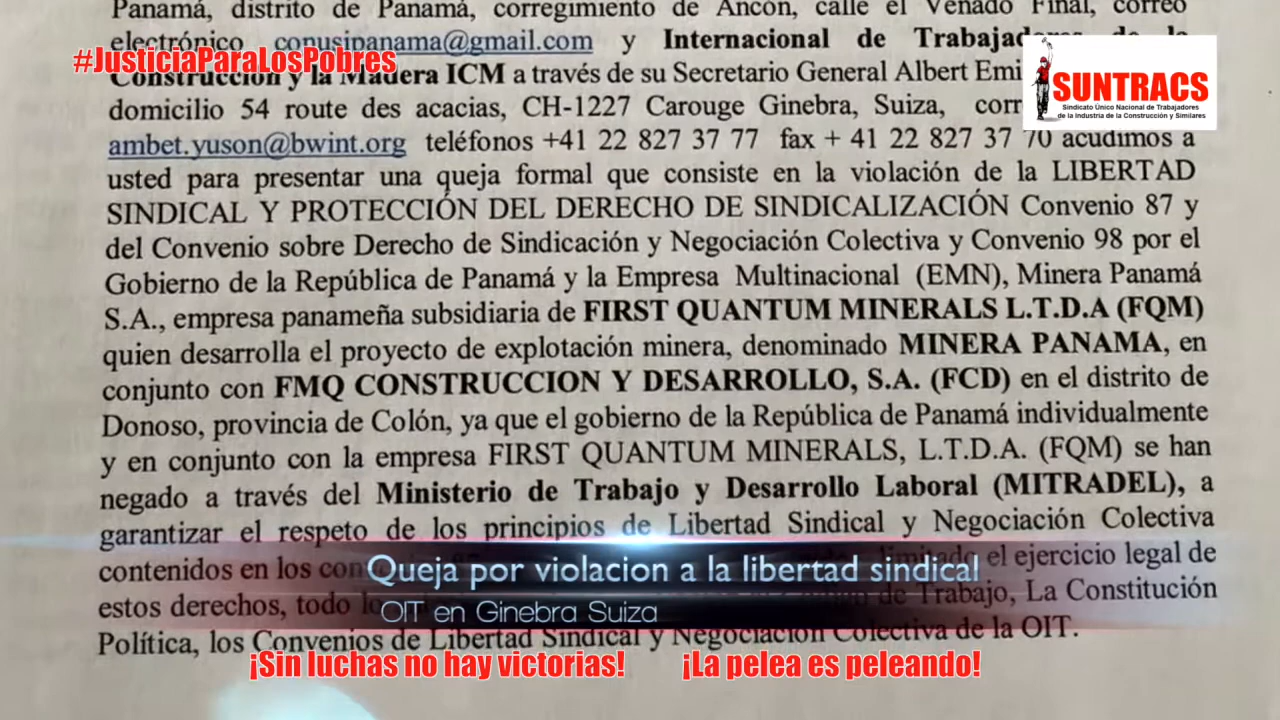 Panamá, distrito de Panamá, corregimiento de Ancón, calle el Venado Final, correo
electrónico conusipanama@gmail.com y Internacional de Trabajadores de la
#JusticiaParaLosPobres
Construcción y la Madera ICM a través de su Secretario General Albert Emi
SUNTRACS
Sindicato Único Nacional de Trabajadores
de la Industria de la Construcción y Similares
domicilio 54 route des acacias, CH-1227 Carouge Ginebra, Suiza, corr
ambet.yuson@bwint.org teléfonos +41 22 827 37 77 fax + 41 22 827 37 70 acudimos a
usted para presentar una queja formal que consiste en la violación de la LIBERTAD
SINDICAL Y PROTECCIÓN DEL DERECHO DE SINDICALIZACIÓN Convenio 87 y
del Convenio sobre Derecho de Sindicación y Negociación Colectiva y Convenio 98 por el
Gobierno de la República de Panamá y la Empresa Multinacional (EMN), Minera Panamá
S.A., empresa panameña subsidiaria de FIRST QUANTUM MINERALS L.T.D.A (FQM)
quien desarrolla el proyecto de explotación minera, denominado MINERA PANAMA, en
conjunto con FMQ CONSTRUCCION Y DESARROLLO, S.A. (FCD) en el distrito de
Donoso, provincia de Colón, ya que el gobierno de la República de Panamá individualmente
y en conjunto con la empresa FIRST QUANTUM MINERALS, L.T.D.A. (FQM) se han
negado a través del Ministerio de Trabajo y Desarrollo Laboral (MITRADEL), a
garantizar el respeto de los principios de Libertad Sindical y Negociación Colectiva
contenidos en los con limitado el ejercicio legal de
Queja por violacion a la libertad sindical
estos derechos, todo de Trabajo, La Constitución
OIT en Ginebra Suiza
Política, los Convenios de Libertad Sindical y Negociación Colectiva de la OIT.
¡Sin luchas no hay victorias! ¡La pelea es peleando!